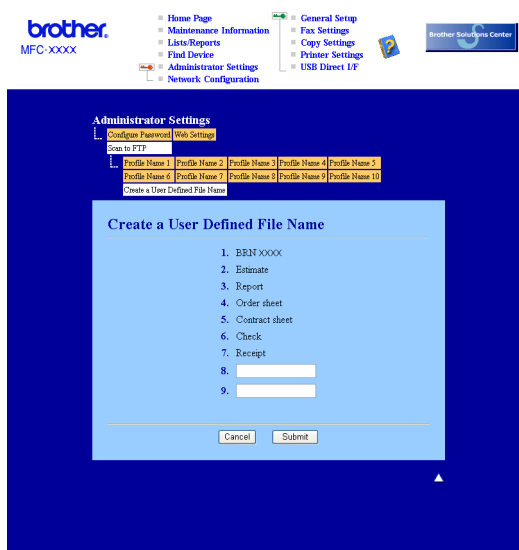 brother.
MFC-XXXX
Home Page
Maintenance Information
Lists/Reports
Find Device
Administrator Settings
Network Configuration
General Setup
Fax Settings
Copy Settings
Printer Settings
USB Direct I/F
Brother Solutions Center
Administrator Settings
Configure Password Web Settings
Scan to FTP
Profile Name 1 Profile Name 2 Profile Name 3 Profile Name 4 Profile Name 5
Profile Name 6 Profile Name 7 Profile Name 8 Profile Name 9 Profile Name 10
Create a User Defined File Name
Create a User Defined File Name
1. BRN XXXX
2. Estimate
3. Report
4. Order sheet
5. Contract sheet
6. Check
7. Receipt
8.
9.
Cancel Submit